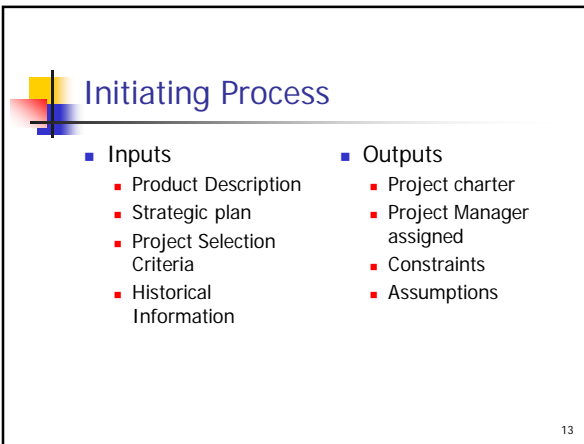 Initiating Process
Inputs
Product Description
Strategic plan
Project Selection
Criteria
Historical
Information
Outputs
Project charter
Project Manager
assigned
Constraints
Assumptions
13